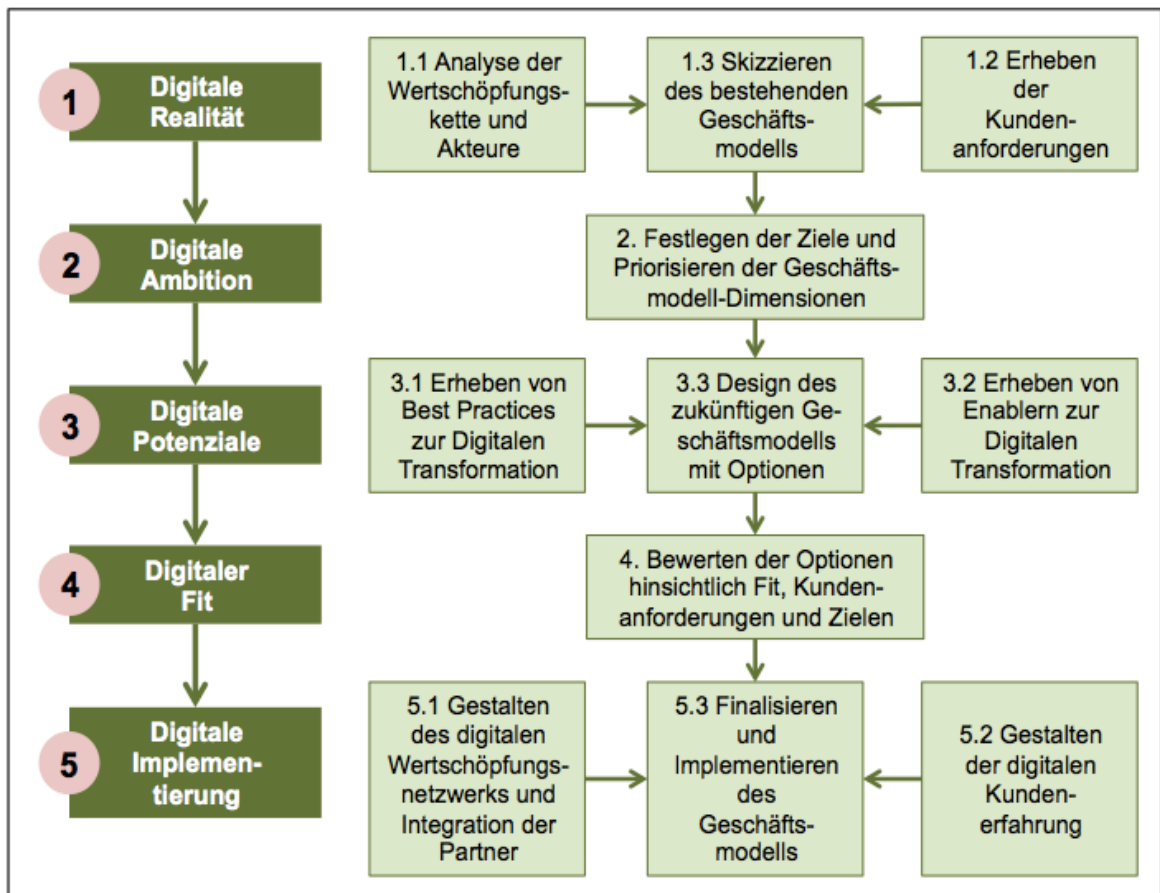 1
Digitale
Realität
1.1 Analyse der
Wertschöpfungs-
kette und
Akteure
1.3 Skizzieren
des bestehenden
Geschäfts-
modells
1.2 Erheben
der
Kunden-
anforderungen
2
Digitale
Ambition
2. Festlegen der Ziele und
Priorisieren der Geschäfts-
modell-Dimensionen
3
Digitale
Potenziale
3.1 Erheben von
Best Practices
zur Digitalen
Transformation
3.3 Design des
zukünftigen Ge-
schäftsmodells
mit Optionen
3.2 Erheben von
Enablern zur
Digitalen
Transformation
4
Digitaler
Fit
4. Bewerten der Optionen
hinsichtlich Fit, Kunden-
anforderungen und Zielen
5
Digitale
Implemen-
tierung
5.1 Gestalten
des digitalen
Wertschöpfungs-
netzwerks und
Integration der
Partner
5.3 Finalisieren
und
Implementieren
des
Geschäfts-
modells
5.2 Gestalten
der digitalen
Kunden-
erfahrung